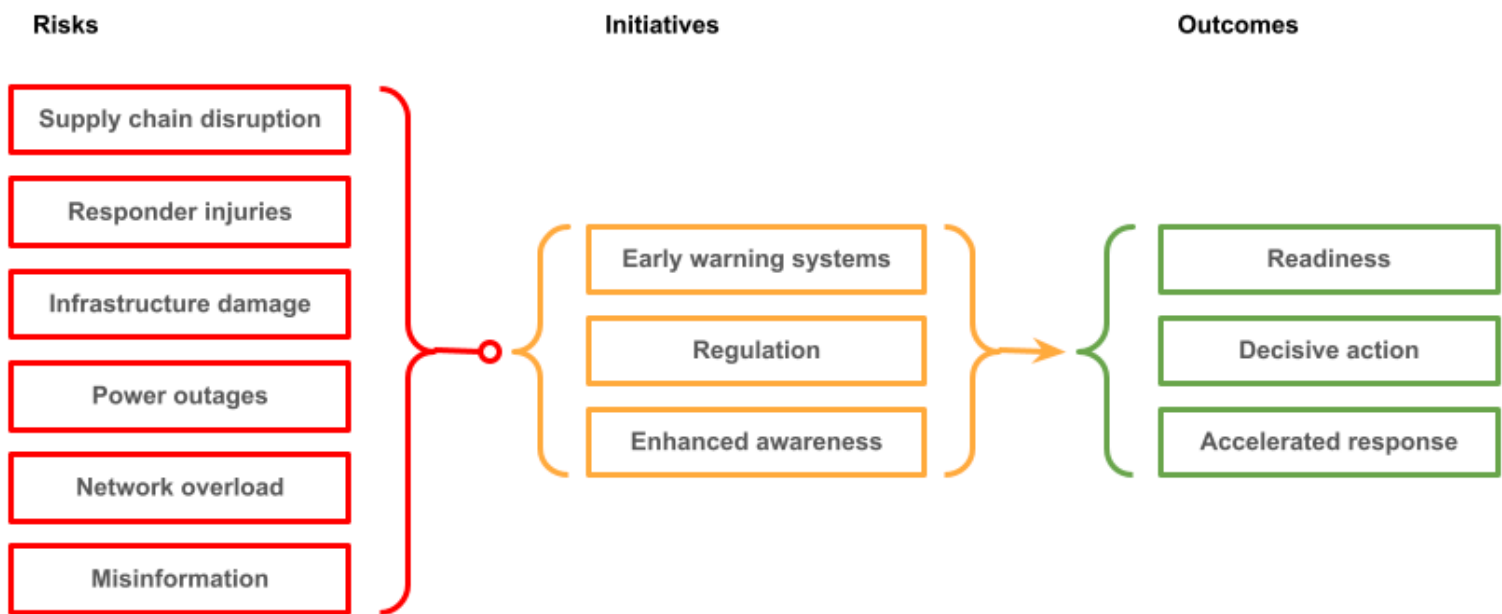 Risks
Initiatives
Outcomes
Supply chain disruption
Responder injuries
Infrastructure damage
Power outages
Network overload
Misinformation
Early warning systems
Regulation
Enhanced awareness
Readiness
Decisive action
Accelerated response